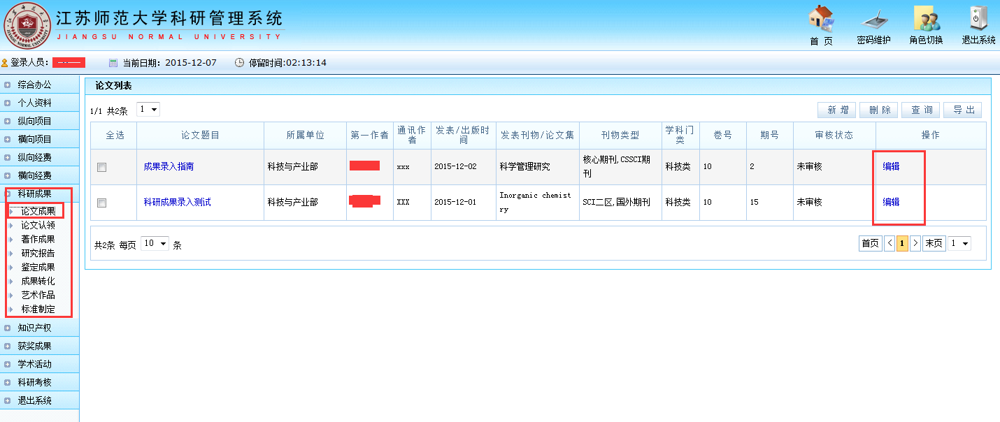 江苏师范大学科研管理系统
JIANGSU NORMAL UNIVERSITY
首 页 密码维护 角色切换 退出系统
登录人员: 当前日期: 2015-12-07 停留时间:02:13:14
综合办公
个人资料
纵向项目
横向项目
纵向经费
横向经费
科研成果
论文成果
论文认领
著作成果
研究报告
鉴定成果
成果转化
艺术作品
标准制定
知识产权
获奖成果
学术活动
科研考核
退出系统
论文列表
1/1 共2条 1 新 增 删 除 查 询 导 出
全选 论文题目 所属单位 第一作者 通讯作者 发表/出版时间 发表刊物/论文集 刊物类型 学科门类 卷号 期号 审核状态 操作
成果录入指南 科技与产业部 xxx 2015-12-02 科学管理研究 核心期刊,CSSCI期刊 科技类 10 2 未审核 编辑
科研成果录入测试 科技与产业部 XXX 2015-12-01 Inorganic chemistry SCI二区,国外期刊 科技类 10 15 未审核 编辑
共2条 每页 10 条 首页 < 1 > 末页 1